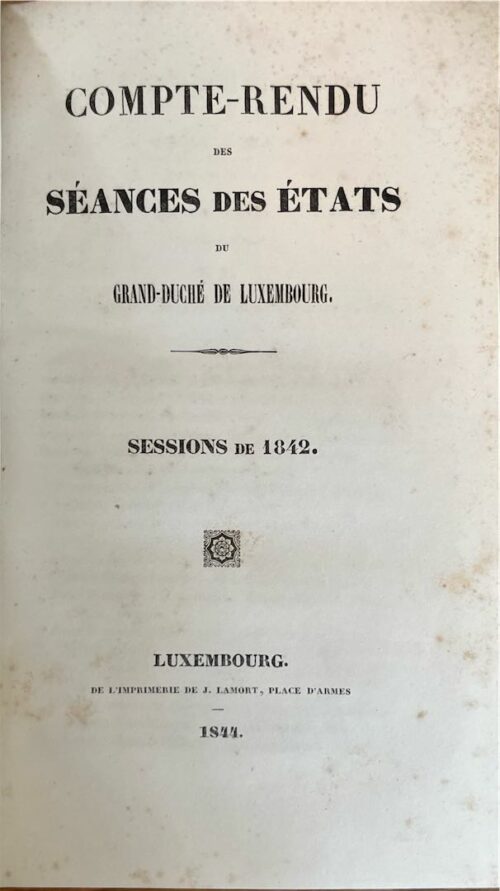 COMPTE-RENDU
DES
SÉANCES DES ÉTATS
DU
GRAND-DUCHÉ DE LUXEMBOURG.
SESSIONS DE 1842.
LUXEMBOURG.
DE L'IMPRIMERIE DE J. LAMORT, PLACE D'ARMES
1844.